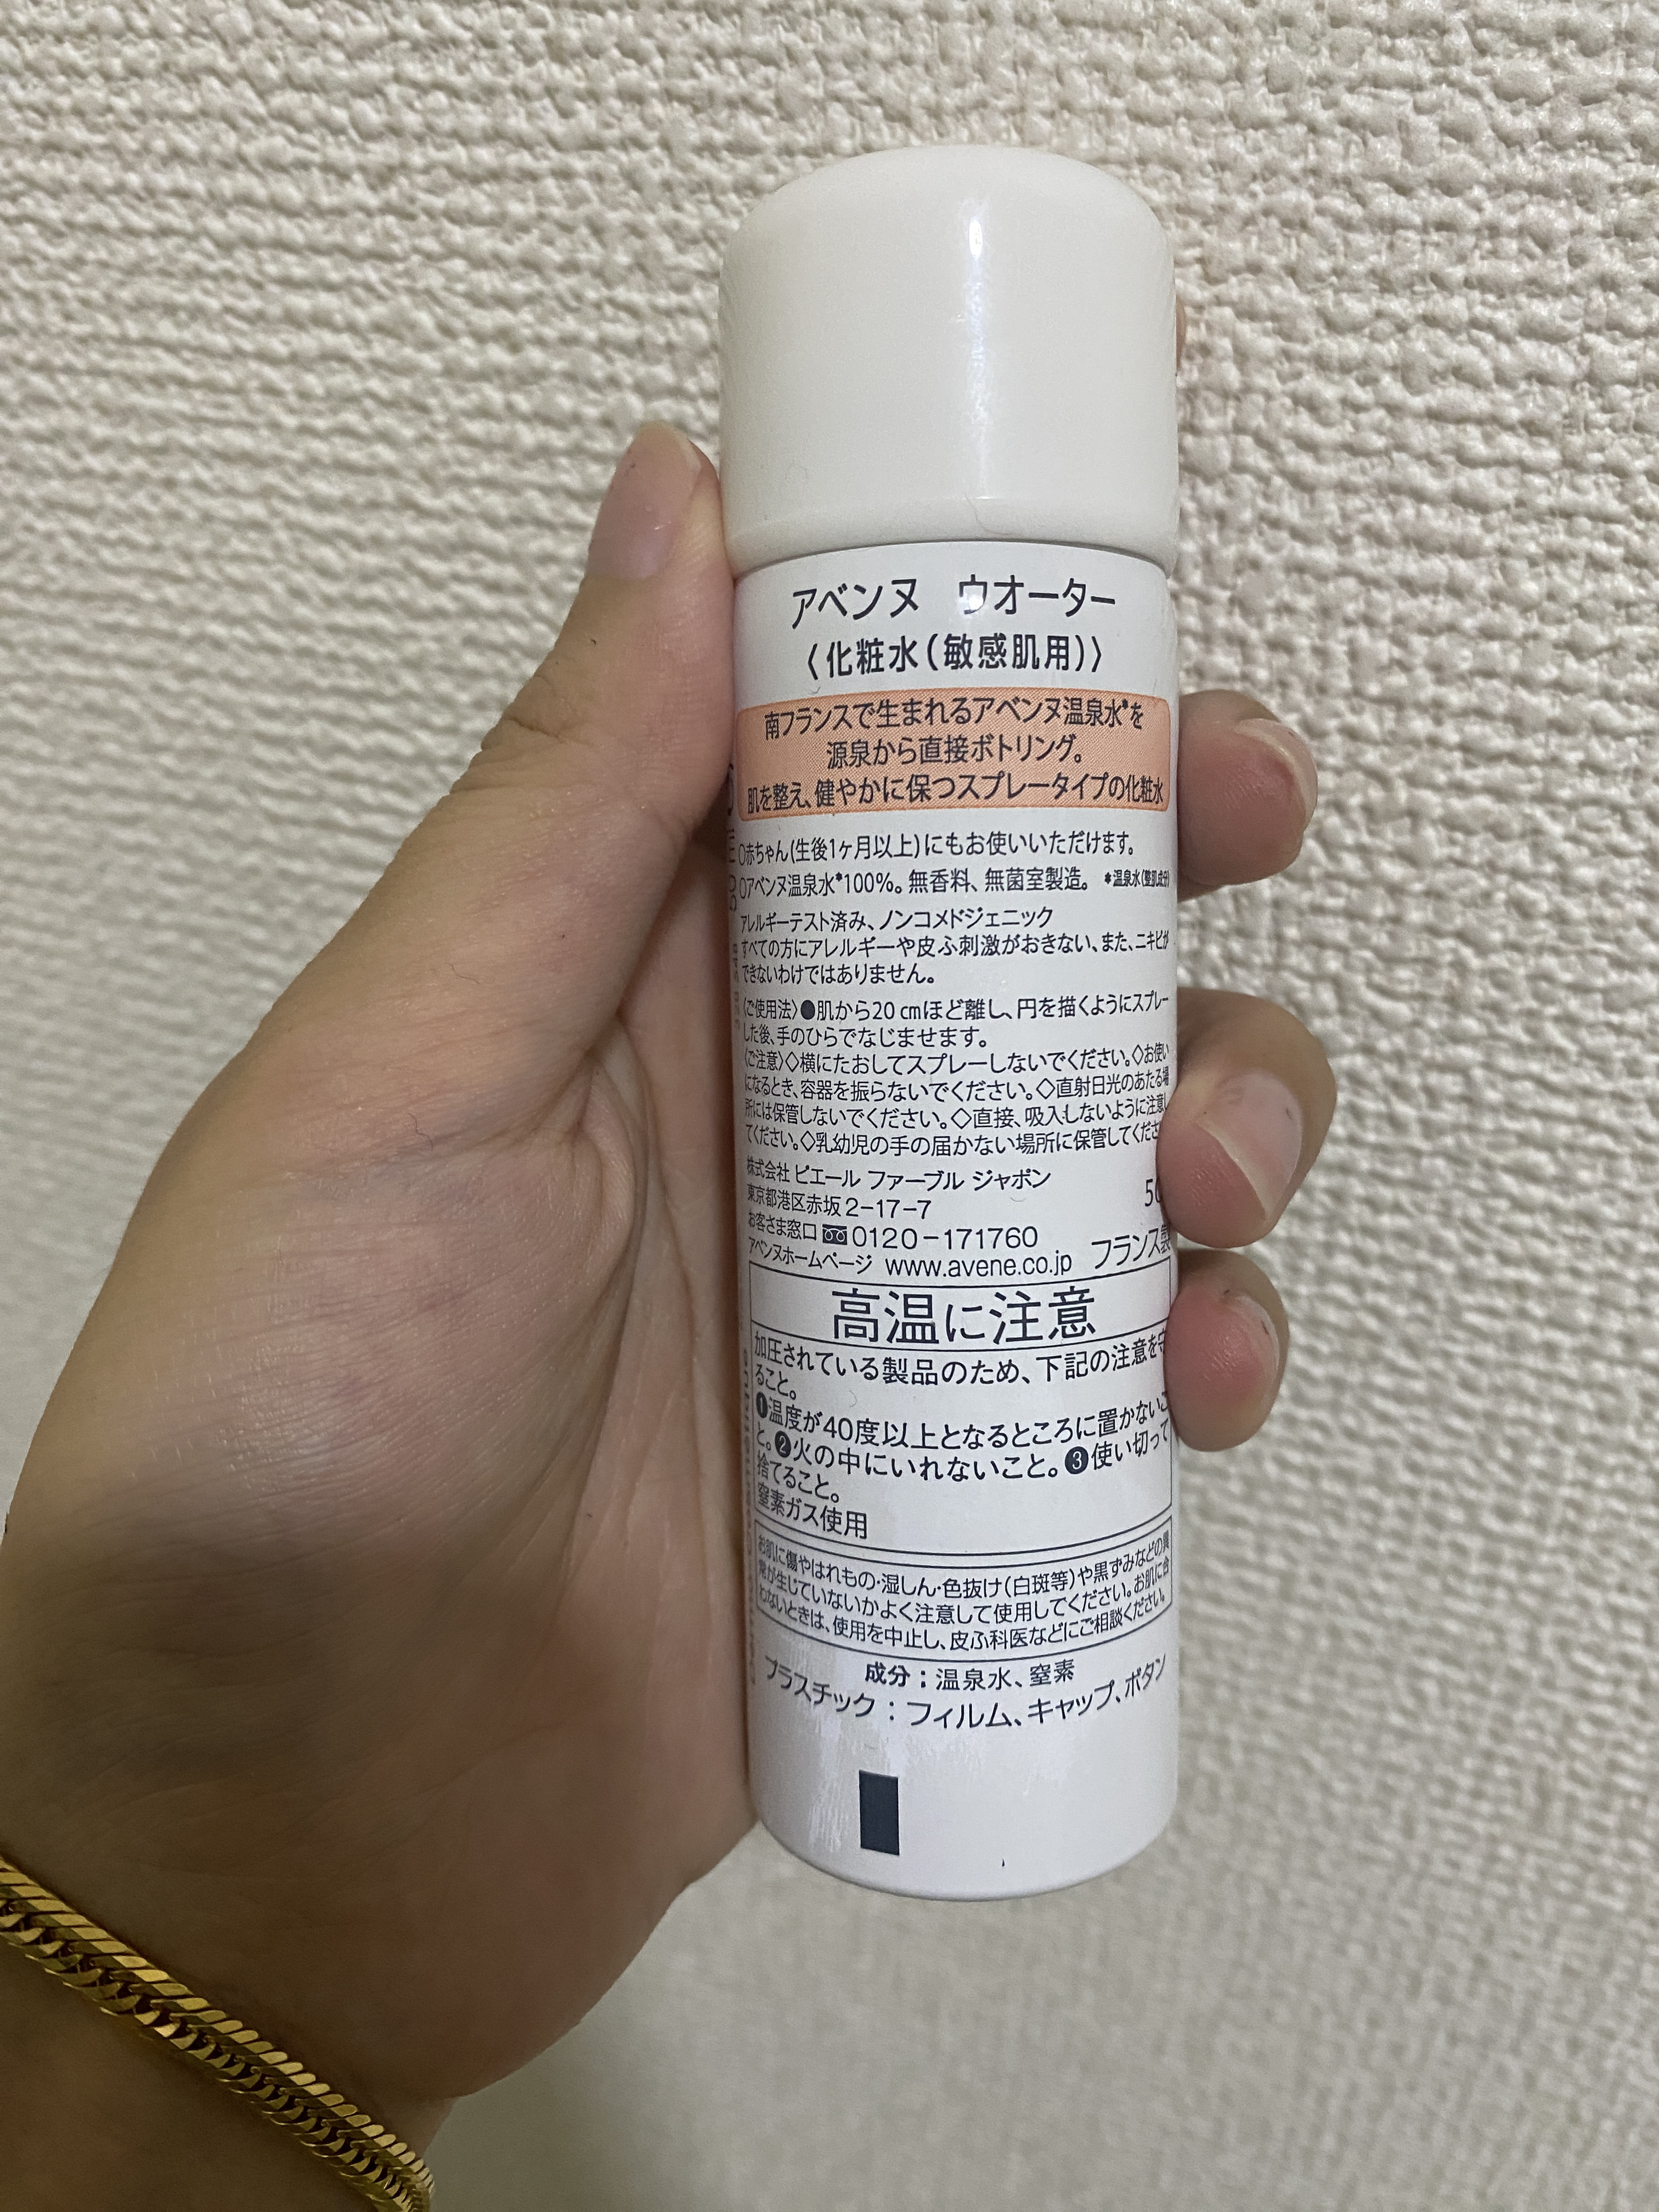 アベンヌ ウオーター
〈化粧水(敏感肌用)〉
南フランスで生まれるアベンヌ温泉水*を
源泉から直接ボトリング。
肌を整え、健やかに保つスプレータイプの化粧水
○赤ちゃん(生後1ヶ月以上)にもお使いいただけます。
○アベンヌ温泉水*100%。無香料、無菌室製造。 *温泉水(整肌成分)
アレルギーテスト済み、ノンコメドジェニック
すべての方にアレルギーや皮ふ刺激がおきない、また、ニキビが
できないわけではありません。
〈ご使用法〉●肌から20cmほど離し、円を描くようにスプレー
した後、手のひらでなじませます。
〈ご注意〉◇横にたおしてスプレーしないでください。◇お使い
になるとき、容器を振らないでください。◇直射日光のあたる場
所には保管しないでください。◇直接、吸入しないように注意し
てください。◇乳幼児の手の届かない場所に保管してください
株式会社 ピエール ファーブル ジャポン
東京都港区赤坂2-17-7
お客さま窓口 0120-171760
アベンヌホームページ www.avene.co.jp フランス製
高温に注意
加圧されている製品のため、下記の注意を守
ること。
❶温度が40度以上となるところに置かないこ
と。❷火の中にいれないこと。❸使い切って
捨てること。
窒素ガス使用
お肌に傷やはれもの・湿しん・色抜け(白斑等)や黒ずみなどの異
常が生じていないかよく注意して使用してください。お肌に合
わないときは、使用を中止し、皮ふ科医などにご相談ください。
成分:温泉水、窒素
プラスチック:フィルム、キャップ、ボタン